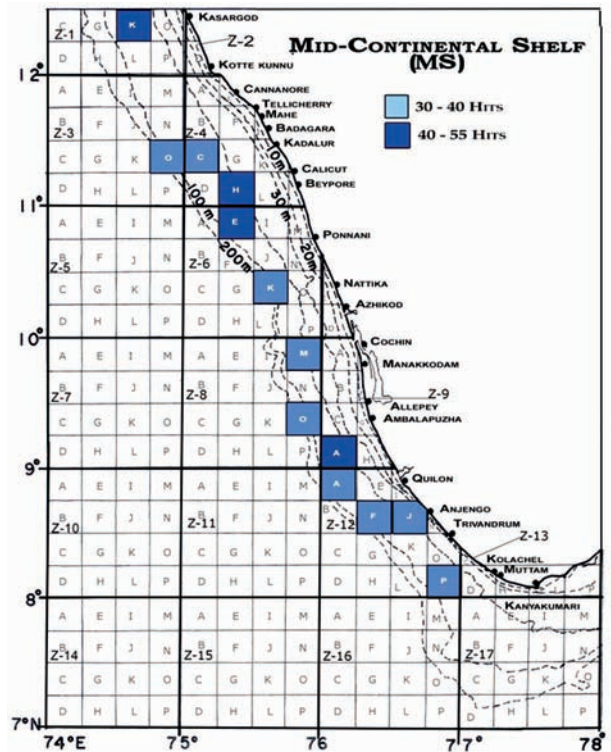 MID-CONTINENTAL SHELF
(MS)
30 - 40 HITS
40 - 55 HITS
C G K O KASARGOD
Z-1 Z-2
D H L P KOTTE KUNNU
12°
A E M A CANNANORE
TELLICHERRY
MAHE
B F N B BADAGARA
Z-3 Z-4
KADALUR
10m
C G K O C G K CALICUT
D H L P D H L BEYPORE
100m 30m
11°
A E I M A E I M PONNANI
200m 20m
B F J N B F J N
Z-5 Z-6
C G K O C G K O NATTIKA
AZHIKOD
D H L P D H L P D
10°
COCHIN
A E I M A E I M A MANAKKODAM
B F J N B F J N B
Z-7 Z-8 Z-9
ALLEPEY
C G K O C G K O AMBALAPUZHA
D H L P D H L P A H
9°
QUILON
A E I M A E I M A E
B F J N B F J N B F J ANJENGO
Z-10 Z-11 Z-12 TRIVANDRUM
Z-13
C G K O C G K O C G K O KOLACHEL
MUTTAM
D H L P D H L P D H L P D
8°
KANYAKUMARI
A E I M A E I M A E I M A I M
B F J N B F J N B F J N B F J N
Z-14 Z-15 Z-16 Z-17
C G K O C G K O C G K O C G K O
D H L P D H L P D H L P D H L P
7°N
74°E 75° 76° 77° 78°